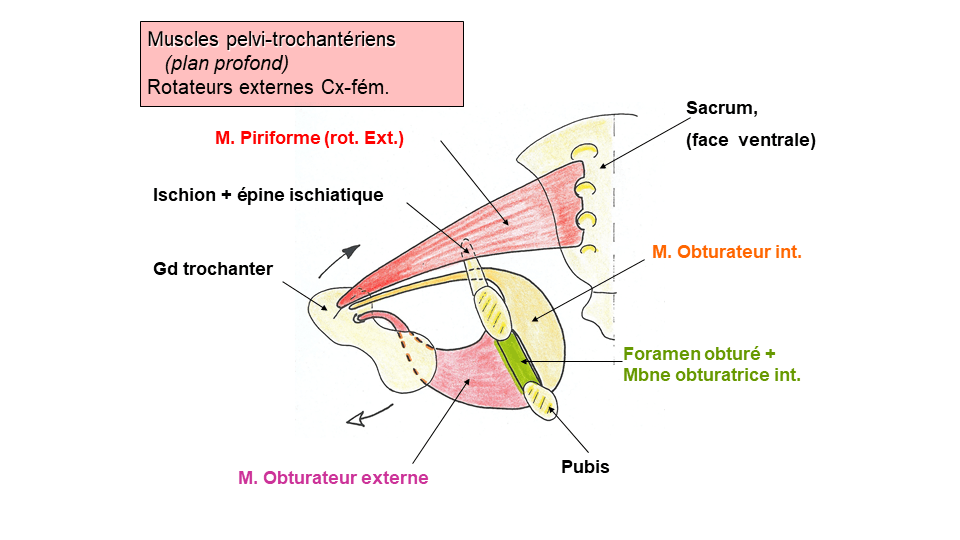 Muscles pelvi-trochantériens
(plan profond)
Rotateurs externes Cx-fém.
Sacrum,
(face ventrale)
M. Piriforme (rot. Ext.)
Ischion + épine ischiatique
M. Obturateur int.
Gd trochanter
Foramen obturé +
Mbne obturatrice int.
Pubis
M. Obturateur externe